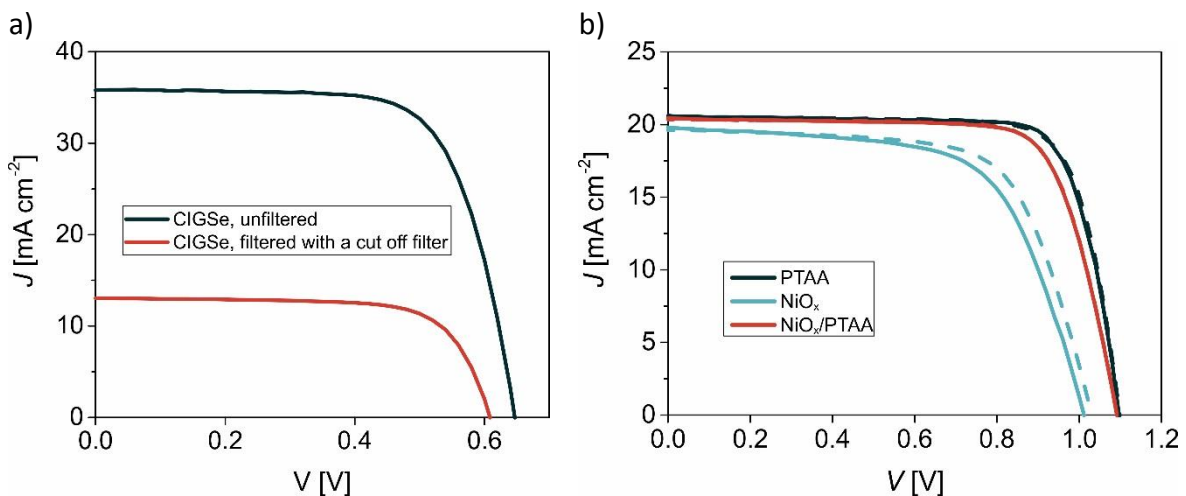 a)
40
30
20
10
0
J [mA cm⁻²]
CIGSe, unfiltered
CIGSe, filtered with a cut off filter
0.0 0.2 0.4 0.6
V [V]
b)
25
20
15
10
5
0
J [mA cm⁻²]
PTAA
NiOₓ
NiOₓ/PTAA
0.0 0.2 0.4 0.6 0.8 1.0 1.2
V [V]